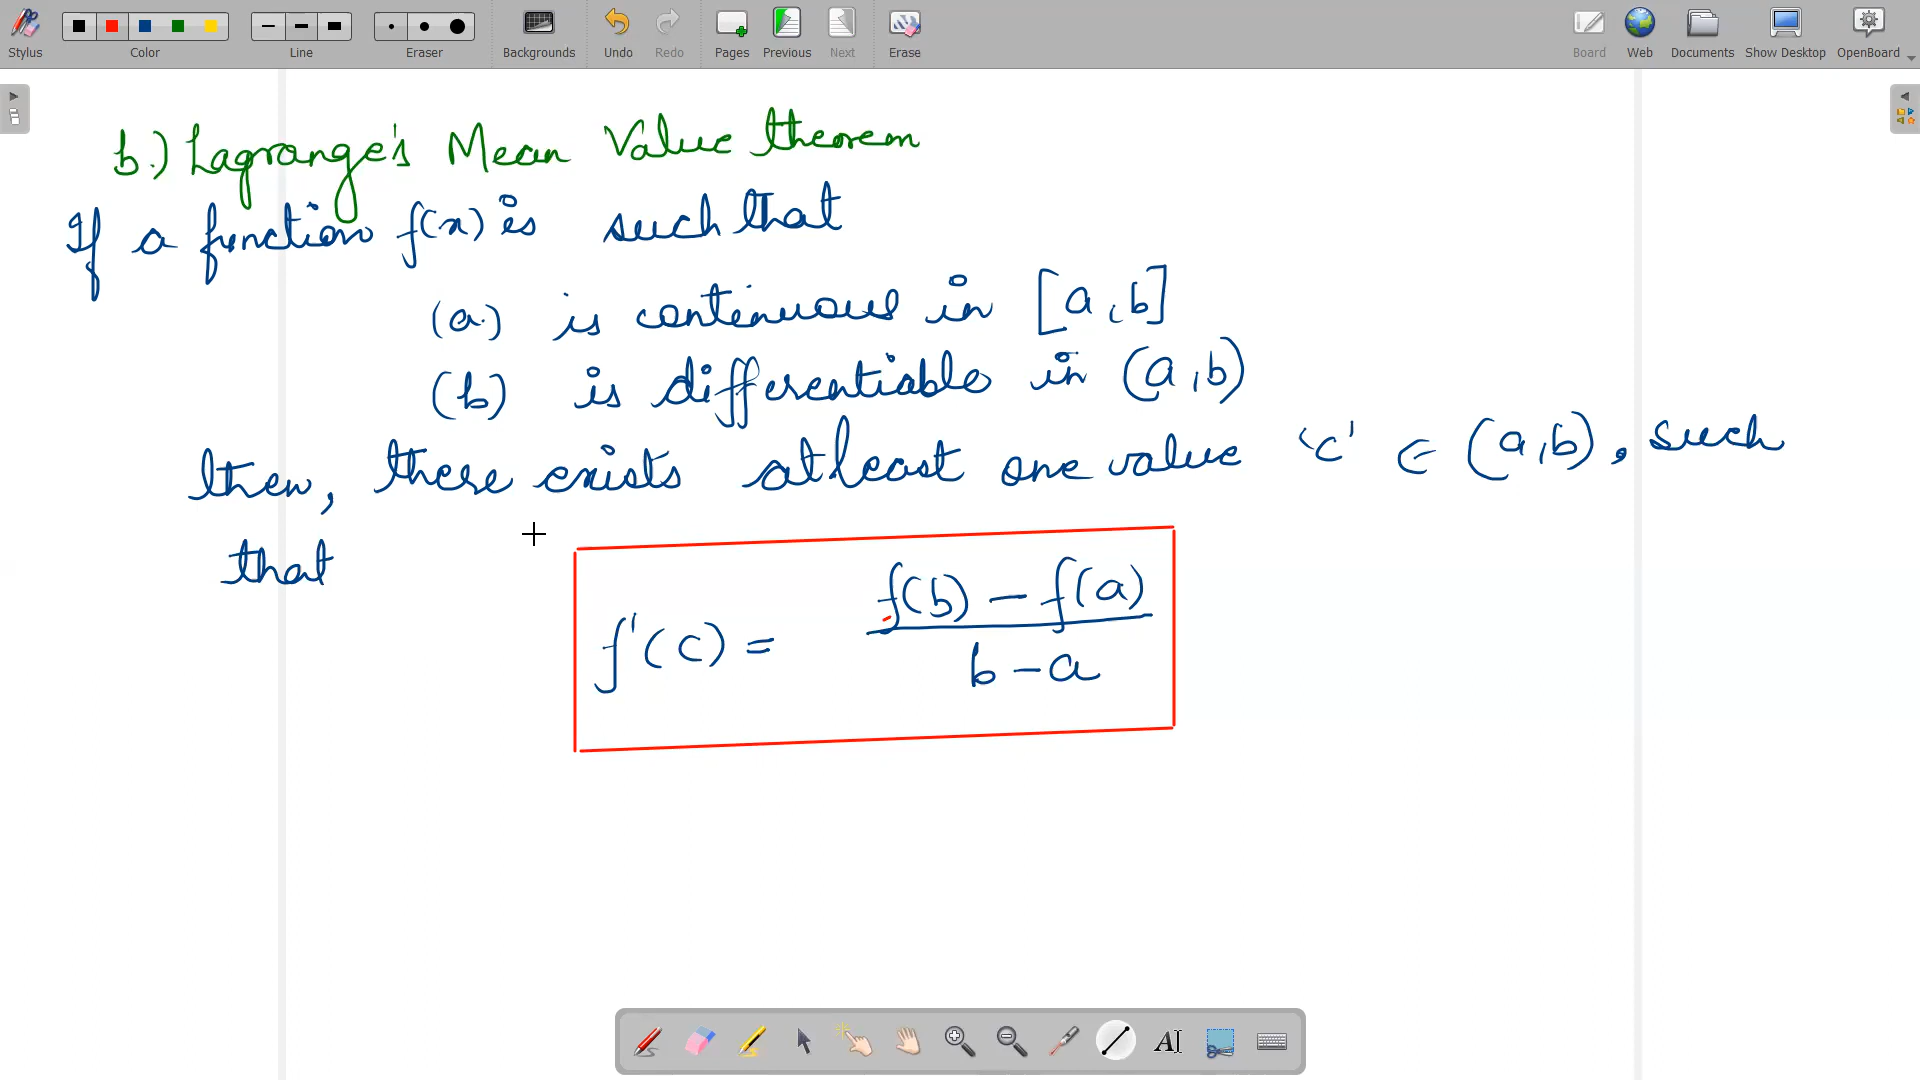 Stylus Color Line Eraser Backgrounds Undo Redo Pages Previous Next Erase Board Web Documents Show Desktop OpenBoard
b.) Lagrange's Mean Value theorem
If a function f(x) is such that
(a.) is continuous in [a,b]
(b) is differentiable in (a,b)
then, there exists atleast one value 'c' ∈ (a,b), such
that
f'(c) = f(b) - f(a)
b - a